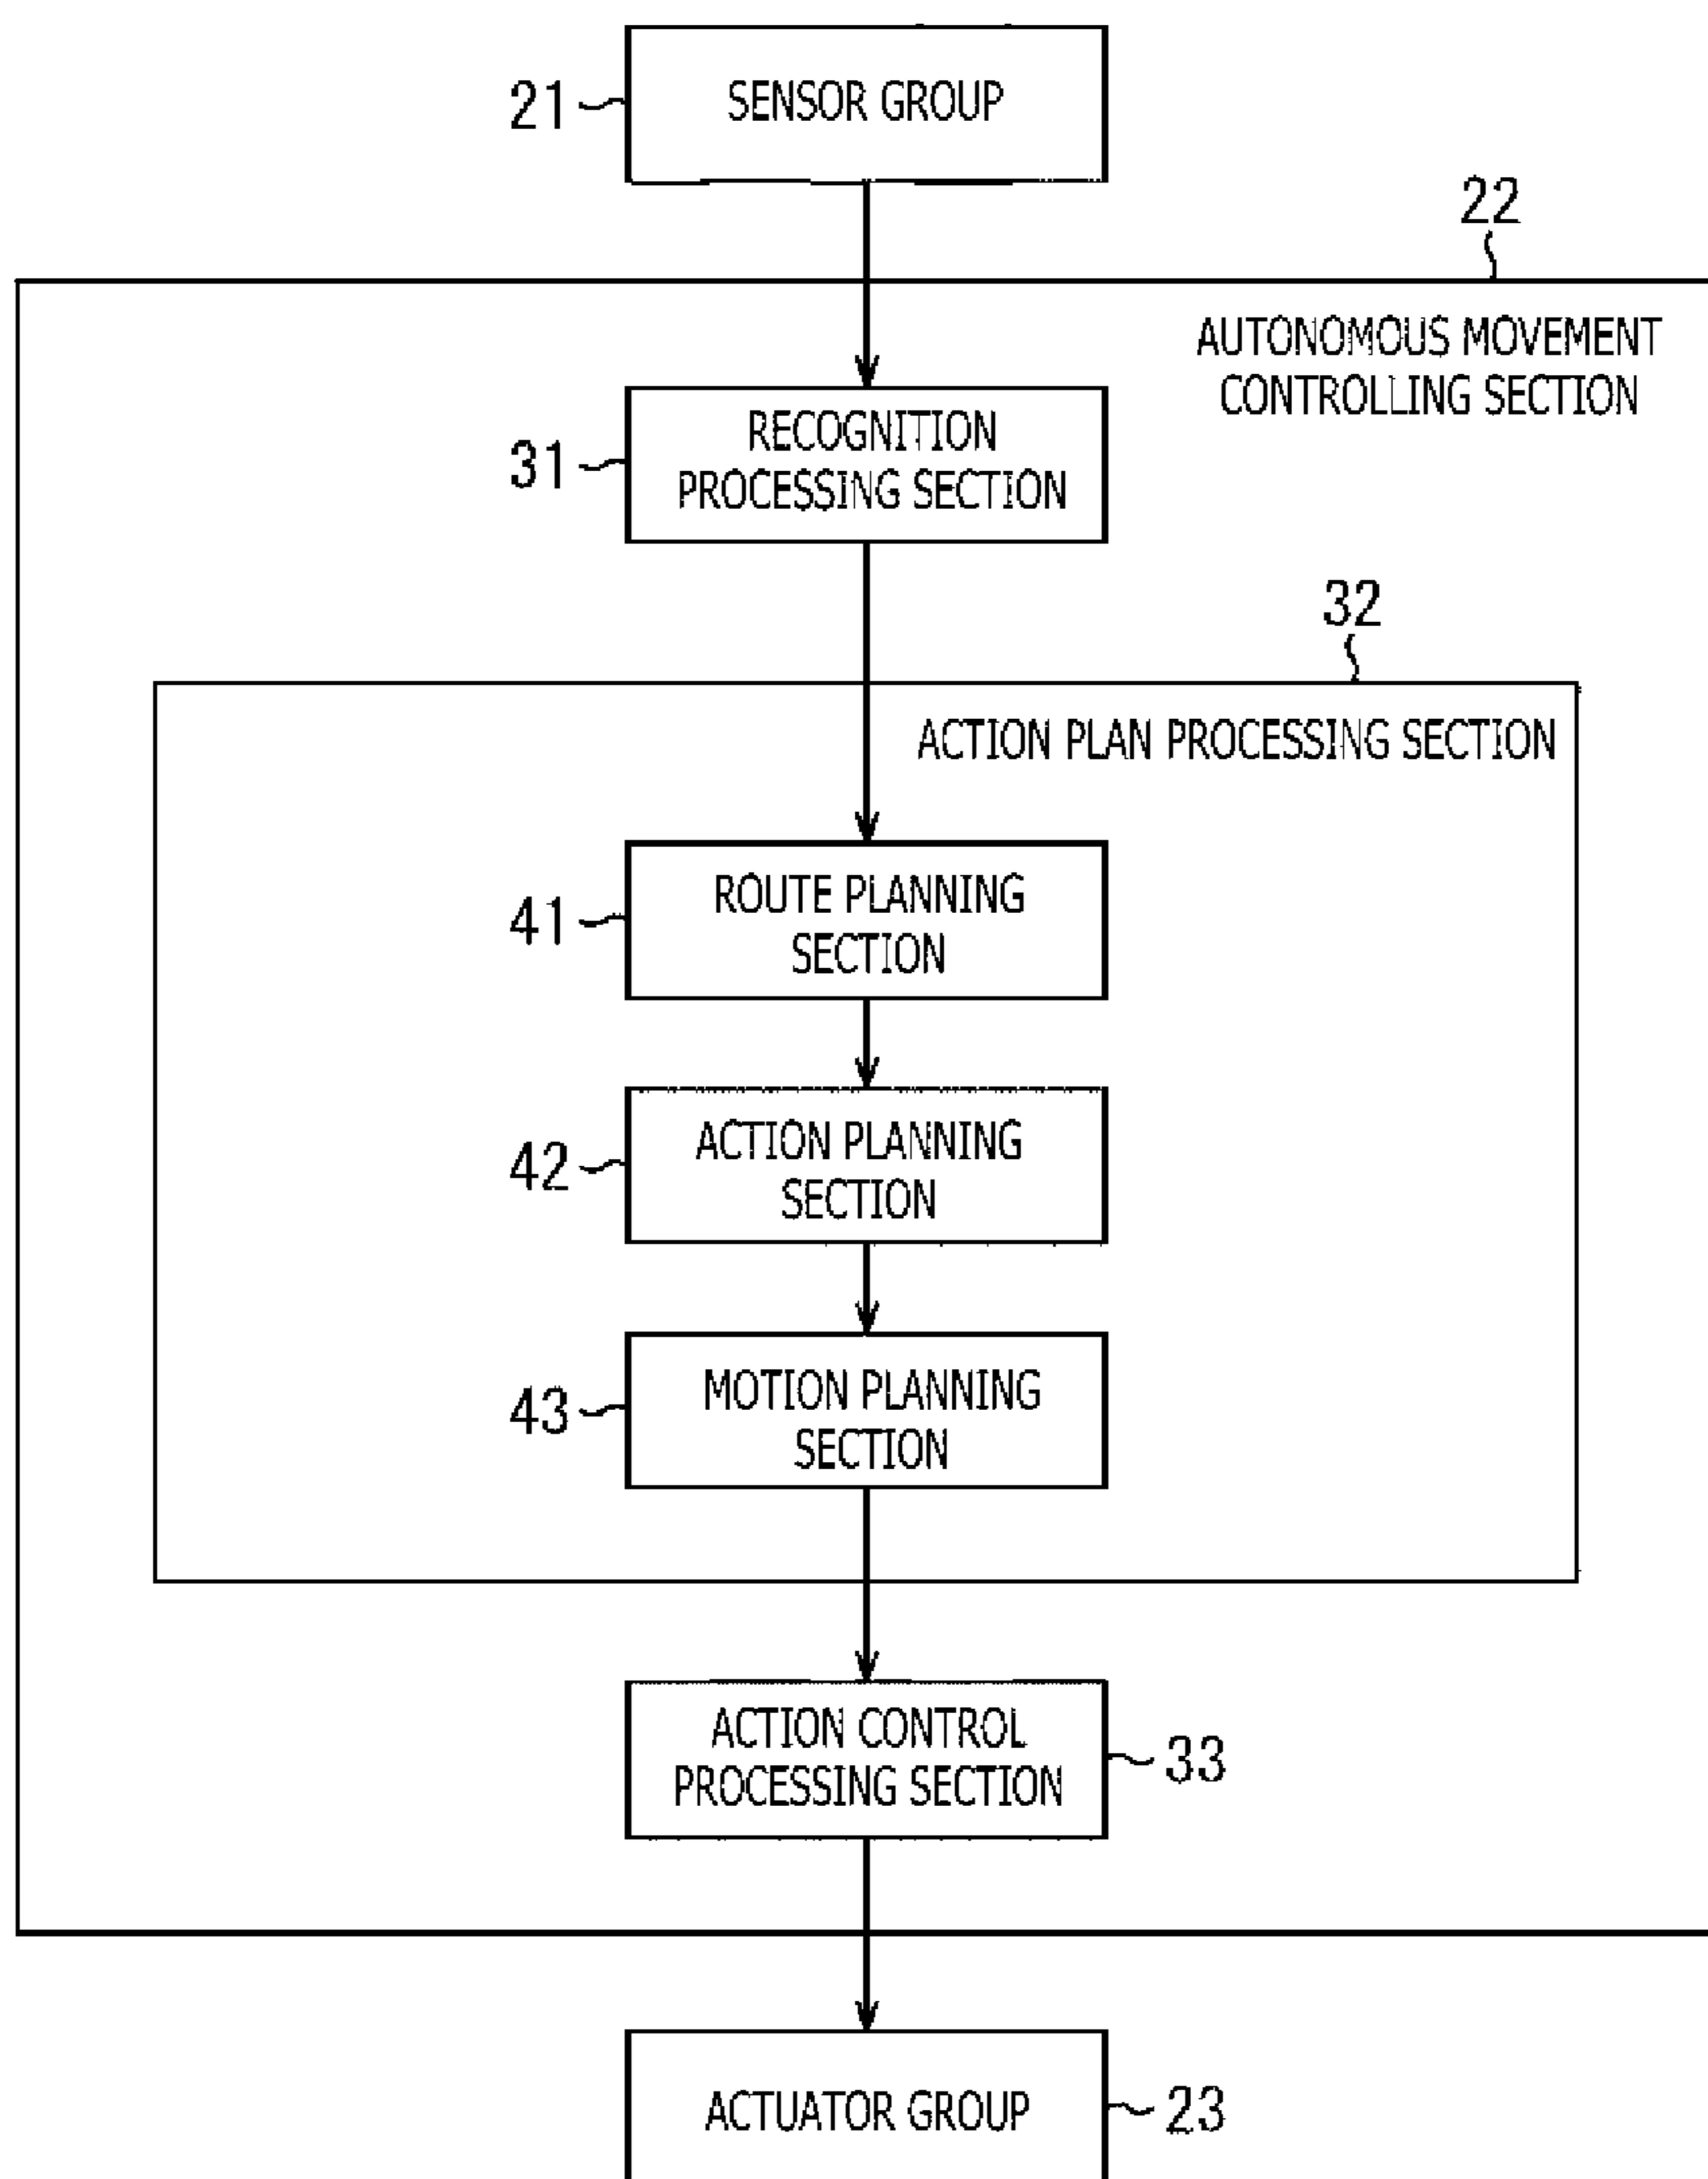 SENSOR GROUP
21
22
AUTONOMOUS MOVEMENT
CONTROLLING SECTION
RECOGNITION
PROCESSING SECTION
31
32
ACTION PLAN PROCESSING SECTION
ROUTE PLANNING
SECTION
41
ACTION PLANNING
SECTION
42
MOTION PLANNING
SECTION
43
ACTION CONTROL
PROCESSING SECTION
33
ACTUATOR GROUP
23